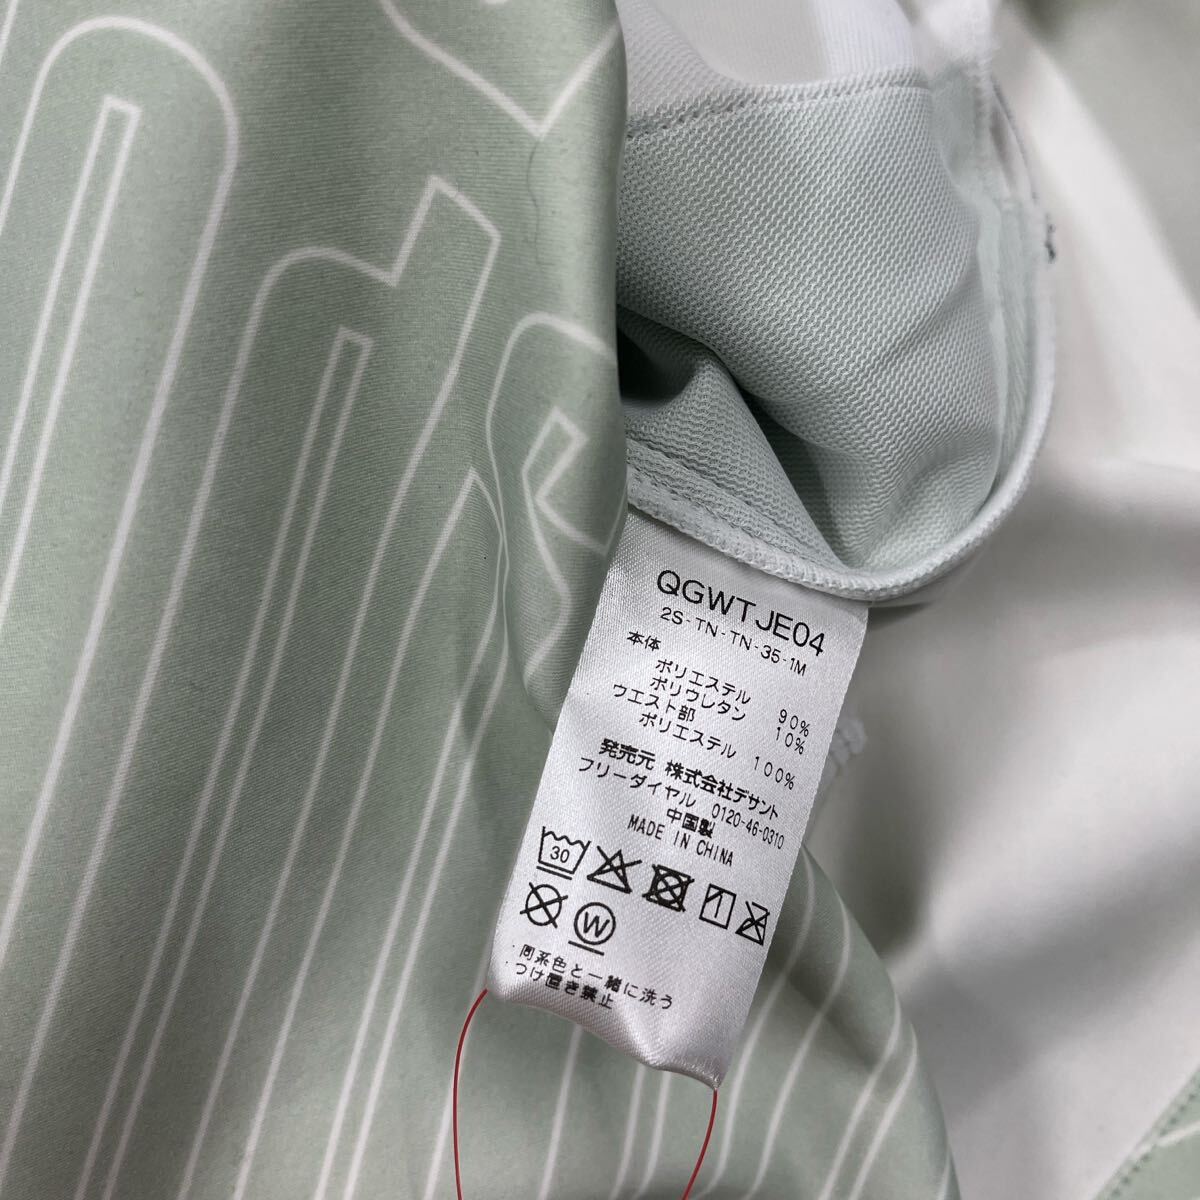 QGWTJE04
2S-TN-TN-35-1M
本体
ポリエステル 90%
ポリウレタン 10%
ウエスト部
ポリエステル 100%
発売元 株式会社デサント
フリーダイヤル 0120-46-0310
中国製
MADE IN CHINA
30
W
・同系色と一緒に洗う
・つけ置き禁止